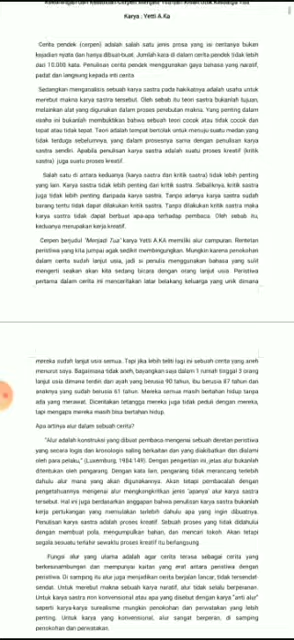 Karya : Yetti A.Ka
Cerita pendek (cerpen) adalah salah satu jenis prosa yang isi ceritanya bukan
kejadian nyata dan hanya dibuat-buat. Jumlah kata di dalam cerita pendek tidak lebih
dari 10.000 kata. Penulisan cerita pendek menggunakan gaya bahasa yang naratif,
padat dan langsung kepada inti cerita.
Sedangkan menganalisis sebuah karya sastra pada hakikatnya adalah usaha untuk
merebut makna karya sastra tersebut. Oleh sebab itu teori sastra bukanlah tujuan,
melainkan alat yang digunakan dalam proses perebutan makna. Yang penting dalam
usaha ini bukanlah membuktikan bahwa sebuah teori cocok atau tidak cocok dan
tepat atau tidak tepat. Teori adalah tempat bertolak untuk menuju suatu medan yang
tidak terduga sebelumnya, yang dalam prosesnya sama dengan penulisan karya
sastra sendiri. Apabila penulisan karya sastra adalah suatu proses kreatif (kritik
sastra) juga suatu proses kreatif.
Salah satu di antara keduanya (karya sastra dan kritik sastra) tidak lebih penting
yang lain. Karya sastra tidak lebih penting dari kritik sastra. Sebaliknya, kritik sastra
juga tidak lebih penting daripada karya sastra. Tanpa adanya karya sastra sudah
barang tentu tidak dapat dilakukan kritik sastra. Tanpa dilakukan kritik sastra maka
karya sastra tidak dapat berbuat apa-apa terhadap pembaca. Oleh sebab itu,
keduanya merupakan kerja kreatif.
Cerpen berjudul "Menjadi Tua" karya Yetti A.KA memiliki alur campuran. Rentetan
peristiwa yang kita jumpai agak sedikit membingungkan. Mungkin karena penokohan
dalam cerita sudah lanjut usia, jadi si penulis menggunakan bahasa yang sulit
mengerti seakan akan kita sedang bicara dengan orang lanjut usia. Peristiwa
pertama dalam cerita ini menceritakan latar belakang keluarga yang unik dimana
mereka sudah lanjut usia semua. Tapi jika lebih teliti lagi ini sebuah cerita yang aneh
menurut saya. Bagaimana tidak aneh, bayangkan saja dalam 1 rumah tinggal 3 orang
lanjut usia dimana terdiri dari ayah yang berusia 90 tahun, ibu berusia 87 tahun dan
anaknya yang sudah berusia 61 tahun. Mereka semua masih bertahan hidup tanpa
ada yang merawat. Diceritakan tetangga mereka juga tidak peduli dengan mereka,
tapi mengapa mereka masih bisa bertahan hidup.
Apa artinya alur dalam sebuah cerita?
"Alur adalah konstruksi yang dibuat pembaca mengenai sebuah deretan peristiwa
yang secara logis dan kronologis saling berkaitan dan yang diakibatkan dan dialami
oleh para pelaku," (Luxemburg, 1984:149). Dengan pengertian ini, jelas alur bukanlah
ditentukan oleh pengarang. Dengan kata lain, pengarang tidak merancang terlebih
dahulu alur mana yang akan digunakannya. Akan tetapi pembacalah dengan
pengetahuannya mengenai alur mengkongkritkan jenis "apanya" alur karya sastra
tersebut. Hal ini juga berdasarkan anggapan bahwa penulisan karya sastra bukanlah
kerja pertukangan yang memulakan terlebih dahulu apa yang ingin dibuatnya.
Penulisan karya sastra adalah proses kreatif. Sebuah proses yang tidak didahului
dengan membuat pola, mengumpulkan bahan, dan mencari tokoh. Akan tetapi
segala sesuatu terlahir sewaktu proses kreatif itu berlangsung.
Fungsi alur yang utama adalah agar cerita terasa sebagai cerita yang
berkesinambungan dan mempunyai kaitan yang erat antara peristiwa dengan
peristiwa. Di samping itu alur juga menjadikan cerita berjalan lancar, tidak tersendat-
sendat. Untuk merebut makna sebuah karya naratif, alur tidak selalu berperanan.
Untuk karya sastra non konvensional atau apa yang disebut dengan karya "anti alur"
seperti karya-karya surealisme mungkin penokohan dan perwatakan yang lebih
penting. Untuk karya yang konvensional, alur sangat berperan, di samping
penokohan dan perwatakan.